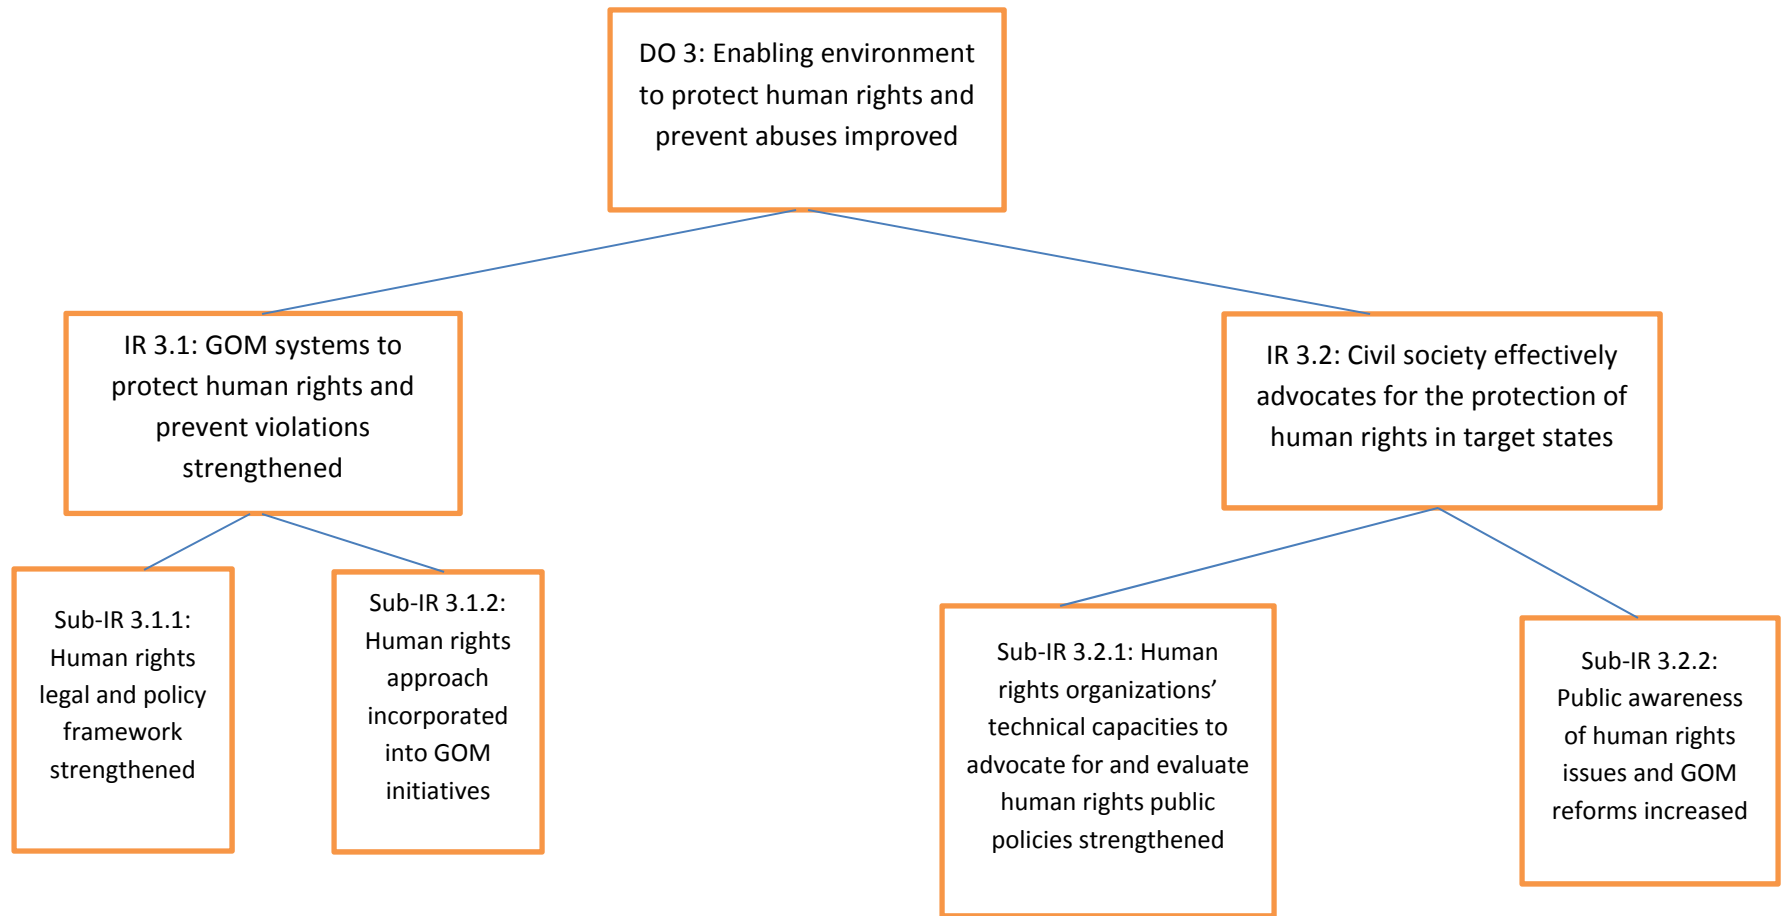 DO 3: Enabling environment
to protect human rights and
prevent abuses improved
IR 3.1: GOM systems to
protect human rights and
prevent violations
strengthened
IR 3.2: Civil society effectively
advocates for the protection of
human rights in target states
Sub-IR 3.1.1:
Human rights
legal and policy
framework
strengthened
Sub-IR 3.1.2:
Human rights
approach
incorporated
into GOM
initiatives
Sub-IR 3.2.1: Human
rights organizations’
technical capacities to
advocate for and evaluate
human rights public
policies strengthened
Sub-IR 3.2.2:
Public awareness
of human rights
issues and GOM
reforms increased